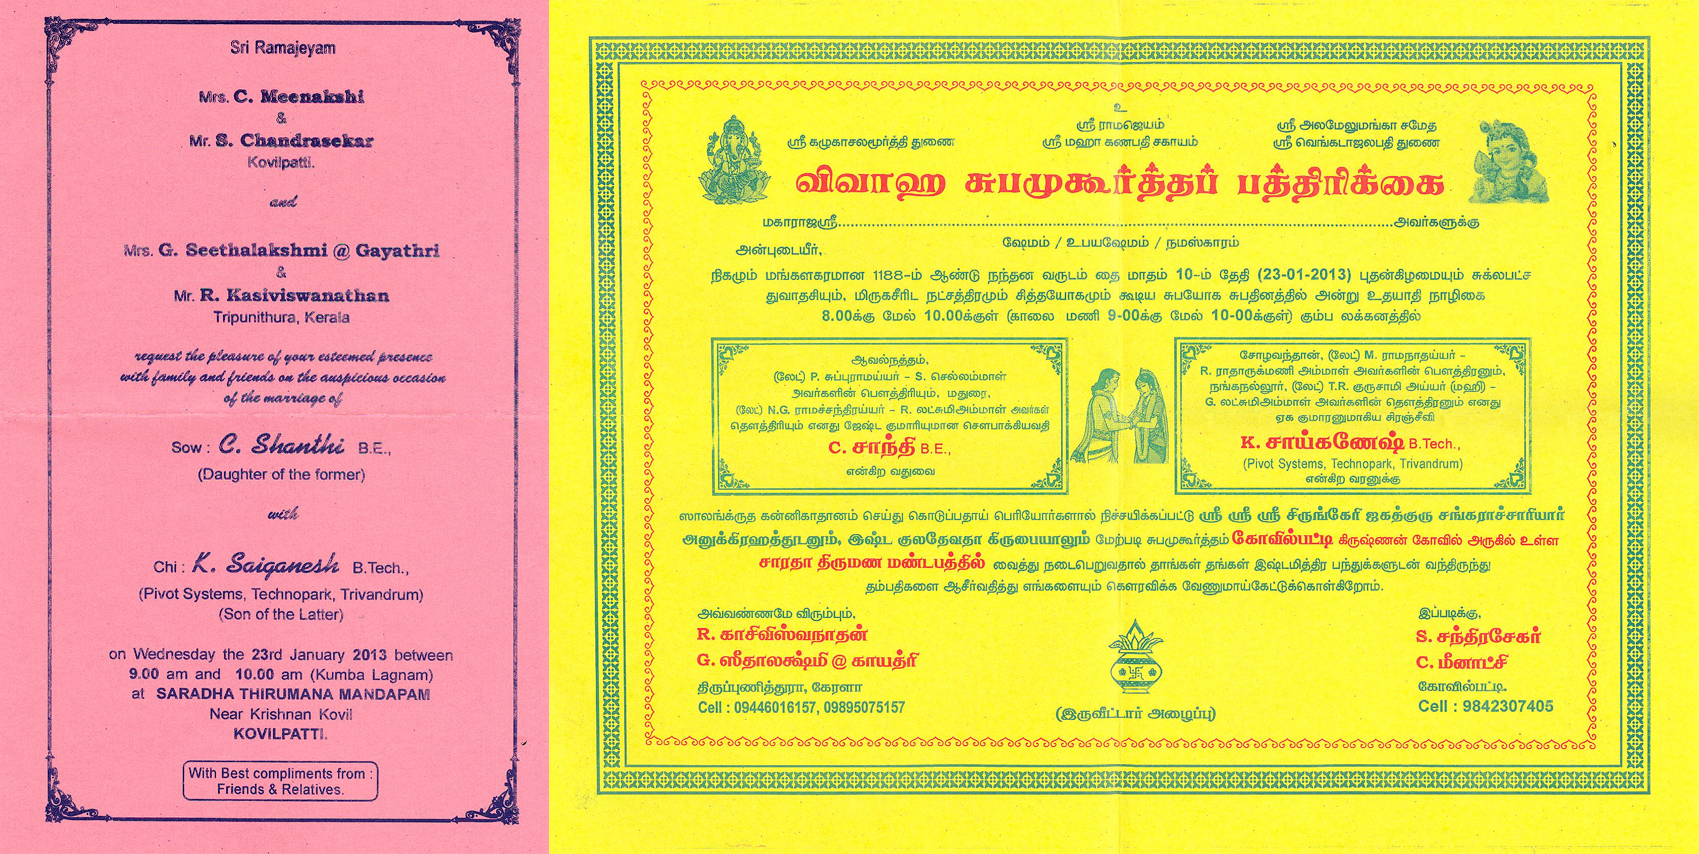 Sri Ramajeyam
Mrs. C. Meenakshi
&
Mr. S. Chandrasekar
Kovilpatti.
and
Mrs. G. Seethalakshmi @ Gayathri
&
Mr. R. Kasiviswanathan
Tripunithura, Kerala
request the pleasure of your esteemed presence
with family and friends on the auspicious occasion
of the marriage of
Sow : C. Shanthi B.E.,
(Daughter of the former)
with
Chi : K. Saiganesh B.Tech.,
(Pivot Systems, Technopark, Trivandrum)
(Son of the Latter)
on Wednesday the 23rd January 2013 between
9.00 am and 10.00 am (Kumba Lagnam)
at SARADHA THIRUMANA MANDAPAM
Near Krishnan Kovil
KOVILPATTI.
With Best compliments from :
Friends & Relatives.
உ
ஸ்ரீ கழுகாசலமூர்த்தி துணை
ஸ்ரீ ராமஜெயம்
ஸ்ரீ மஹா கணபதி சகாயம்
ஸ்ரீ அலமேலுமங்கா சமேத
ஸ்ரீ வெங்கடாஜலபதி துணை
விவாஹ சுபமுகூர்த்தப் பத்திரிக்கை
மகாராஜஸ்ரீ..........அவர்களுக்கு
அன்புடையீர், க்ஷேமம் / உபயக்ஷேமம் / நமஸ்காரம்
நிகழும் மங்களகரமான 1188-ம் ஆண்டு நந்தன வருடம் தை மாதம் 10-ம் தேதி (23-01-2013) புதன்கிழமையும் சுக்லபட்ச
துவாதசியும், மிருகசீரிட நட்சத்திரமும் சித்தயோகமும் கூடிய சுபயோக சுபதினத்தில் அன்று உதயாதி நாழிகை
8.00க்கு மேல் 10.00க்குள் (காலை மணி 9-00க்கு மேல் 10-00க்குள்) கும்ப லக்கனத்தில்
ஆவல்நத்தம்,
(லேட்) P. சுப்புராமய்யர் - S. செல்லம்மாள்
அவர்களின் பௌத்திரியும், மதுரை,
(லேட்) N.G. ராமச்சந்திரய்யர் - R. லட்சுமிஅம்மாள் அவர்கள்
தௌத்திரியும் எனது ஜேஷ்ட குமாரியுமான சௌபாக்கியவதி
C. சாந்தி B.E.,
என்கிற வதுவை
சோழவந்தான், (லேட்) M. ராமநாதய்யர் -
R. ராதாருக்மணி அம்மாள் அவர்களின் பௌத்திரனும்,
நங்கநல்லூர், (லேட்) T.R. குருசாமி அய்யர் (மஹி) -
G. லட்சுமிஅம்மாள் அவர்களின் தௌத்திரனும் எனது
ஏக குமாரனுமாகிய சிரஞ்சீவி
K. சாய்கணேஷ் B.Tech.,
(Pivot Systems, Technopark, Trivandrum)
என்கிற வரனுக்கு
ஸாலங்க்ருத கன்னிகாதானம் செய்து கொடுப்பதாய் பெரியோர்களால் நிச்சயிக்கப்பட்டு ஸ்ரீ ஸ்ரீ ஸ்ரீ சிருங்கேரி ஜகத்குரு சங்கராச்சாரியார்
அனுக்கிரஹத்துடனும், இஷ்ட குலதேவதா கிருபையாலும் மேற்படி சுபமுகூர்த்தம் கோவில்பட்டி கிருஷ்ணன் கோவில் அருகில் உள்ள
சாரதா திருமண மண்டபத்தில் வைத்து நடைபெறுவதால் தாங்கள் தங்கள் இஷ்டமித்திர பந்துக்களுடன் வந்திருந்து
தம்பதிகளை ஆசீர்வதித்து எங்களையும் கௌரவிக்க வேணுமாய்கேட்டுக்கொள்கிறோம்.
அவ்வண்ணமே விரும்பும்,
R. காசிவிஸ்வநாதன்
G. ஸீதாலக்ஷ்மி @ காயத்ரி
திருப்புணித்துரா, கேரளா
Cell : 09446016157, 09895075157
(இருவீட்டார் அழைப்பு)
இப்படிக்கு,
S. சந்திரசேகர்
C. மீனாட்சி
கோவில்பட்டி.
Cell : 9842307405